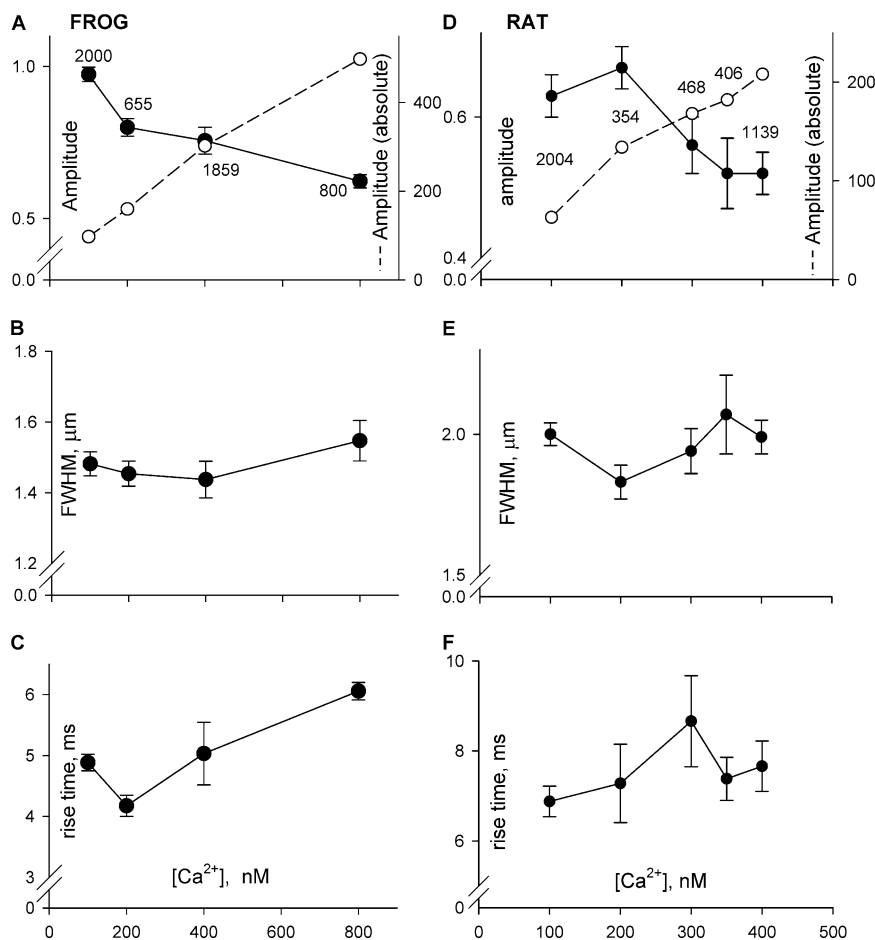 A FROG
1.0
0.5
0.0
Amplitude
2000
655
1859
800
400
200
0
Amplitude (absolute)
D RAT
0.6
0.4
0.0
amplitude
2004
354
468
406
1139
200
100
0
Amplitude (absolute)
B
1.8
1.6
1.4
1.2
0.0
FWHM, μm
E
2.0
1.5
0.0
FWHM, μm
C
6
5
4
3
0
rise time, ms
[Ca²⁺], nM
0 200 400 600 800
F
10
8
6
0
rise time, ms
[Ca²⁺], nM
0 100 200 300 400 500